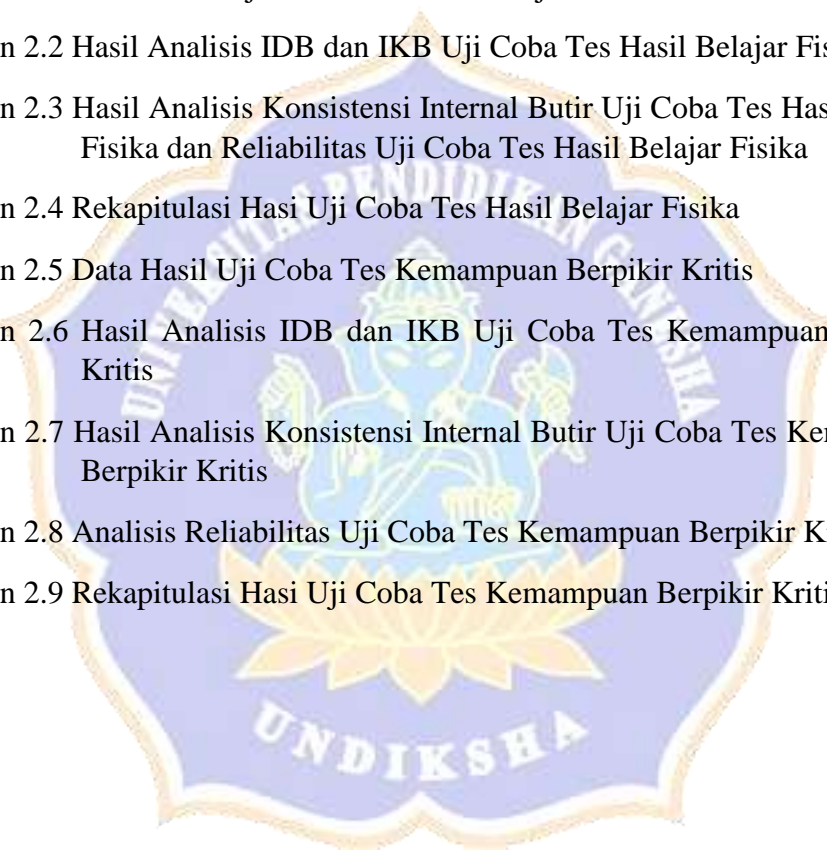 n 2.2 Hasil Analisis IDB dan IKB Uji Coba Tes Hasil Belajar Fis
n 2.3 Hasil Analisis Konsistensi Internal Butir Uji Coba Tes Has
Fisika dan Reliabilitas Uji Coba Tes Hasil Belajar Fisika
n 2.4 Rekapitulasi Hasi Uji Coba Tes Hasil Belajar Fisika
n 2.5 Data Hasil Uji Coba Tes Kemampuan Berpikir Kritis
n 2.6 Hasil Analisis IDB dan IKB Uji Coba Tes Kemampuan
Kritis
n 2.7 Hasil Analisis Konsistensi Internal Butir Uji Coba Tes Ke
Berpikir Kritis
n 2.8 Analisis Reliabilitas Uji Coba Tes Kemampuan Berpikir K
n 2.9 Rekapitulasi Hasi Uji Coba Tes Kemampuan Berpikir Kriti
UNIVERSITAS PENDIDIKAN GANESHA
UNDIKSHA